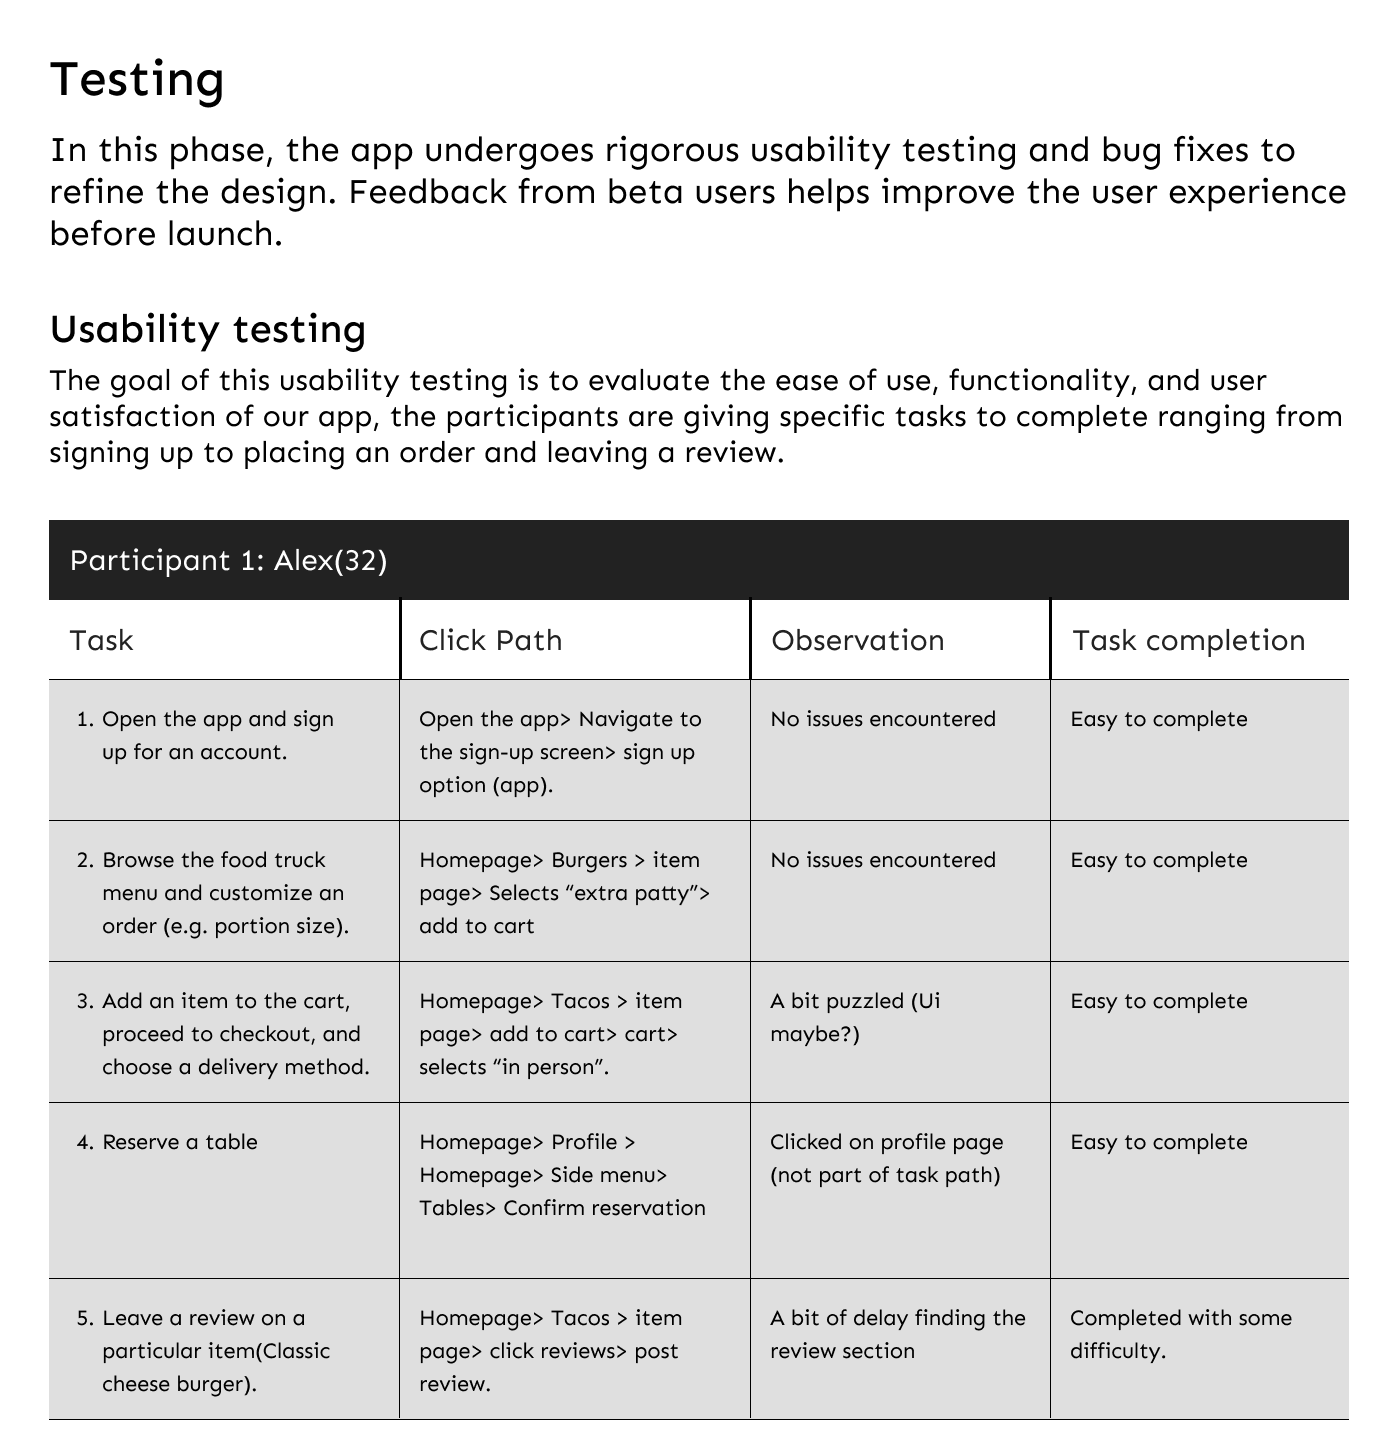 Testing
In this phase, the app undergoes rigorous usability testing and bug fixes to
refine the design. Feedback from beta users helps improve the user experience
before launch.
Usability testing
The goal of this usability testing is to evaluate the ease of use, functionality, and user
satisfaction of our app, the participants are giving specific tasks to complete ranging from
signing up to placing an order and leaving a review.
Participant 1: Alex(32)
Task
Click Path
Observation
Task completion
1. Open the app and sign
up for an account.
Open the app> Navigate to
the sign-up screen> sign up
option (app).
No issues encountered
Easy to complete
2. Browse the food truck
menu and customize an
order (e.g. portion size).
Homepage> Burgers > item
page> Selects “extra patty”>
add to cart
No issues encountered
Easy to complete
3. Add an item to the cart,
proceed to checkout, and
choose a delivery method.
Homepage> Tacos > item
page> add to cart> cart>
selects “in person”.
A bit puzzled (Ui
maybe?)
Easy to complete
4. Reserve a table
Homepage> Profile >
Homepage> Side menu>
Tables> Confirm reservation
Clicked on profile page
(not part of task path)
Easy to complete
5. Leave a review on a
particular item(Classic
cheese burger).
Homepage> Tacos > item
page> click reviews> post
review.
A bit of delay finding the
review section
Completed with some
difficulty.